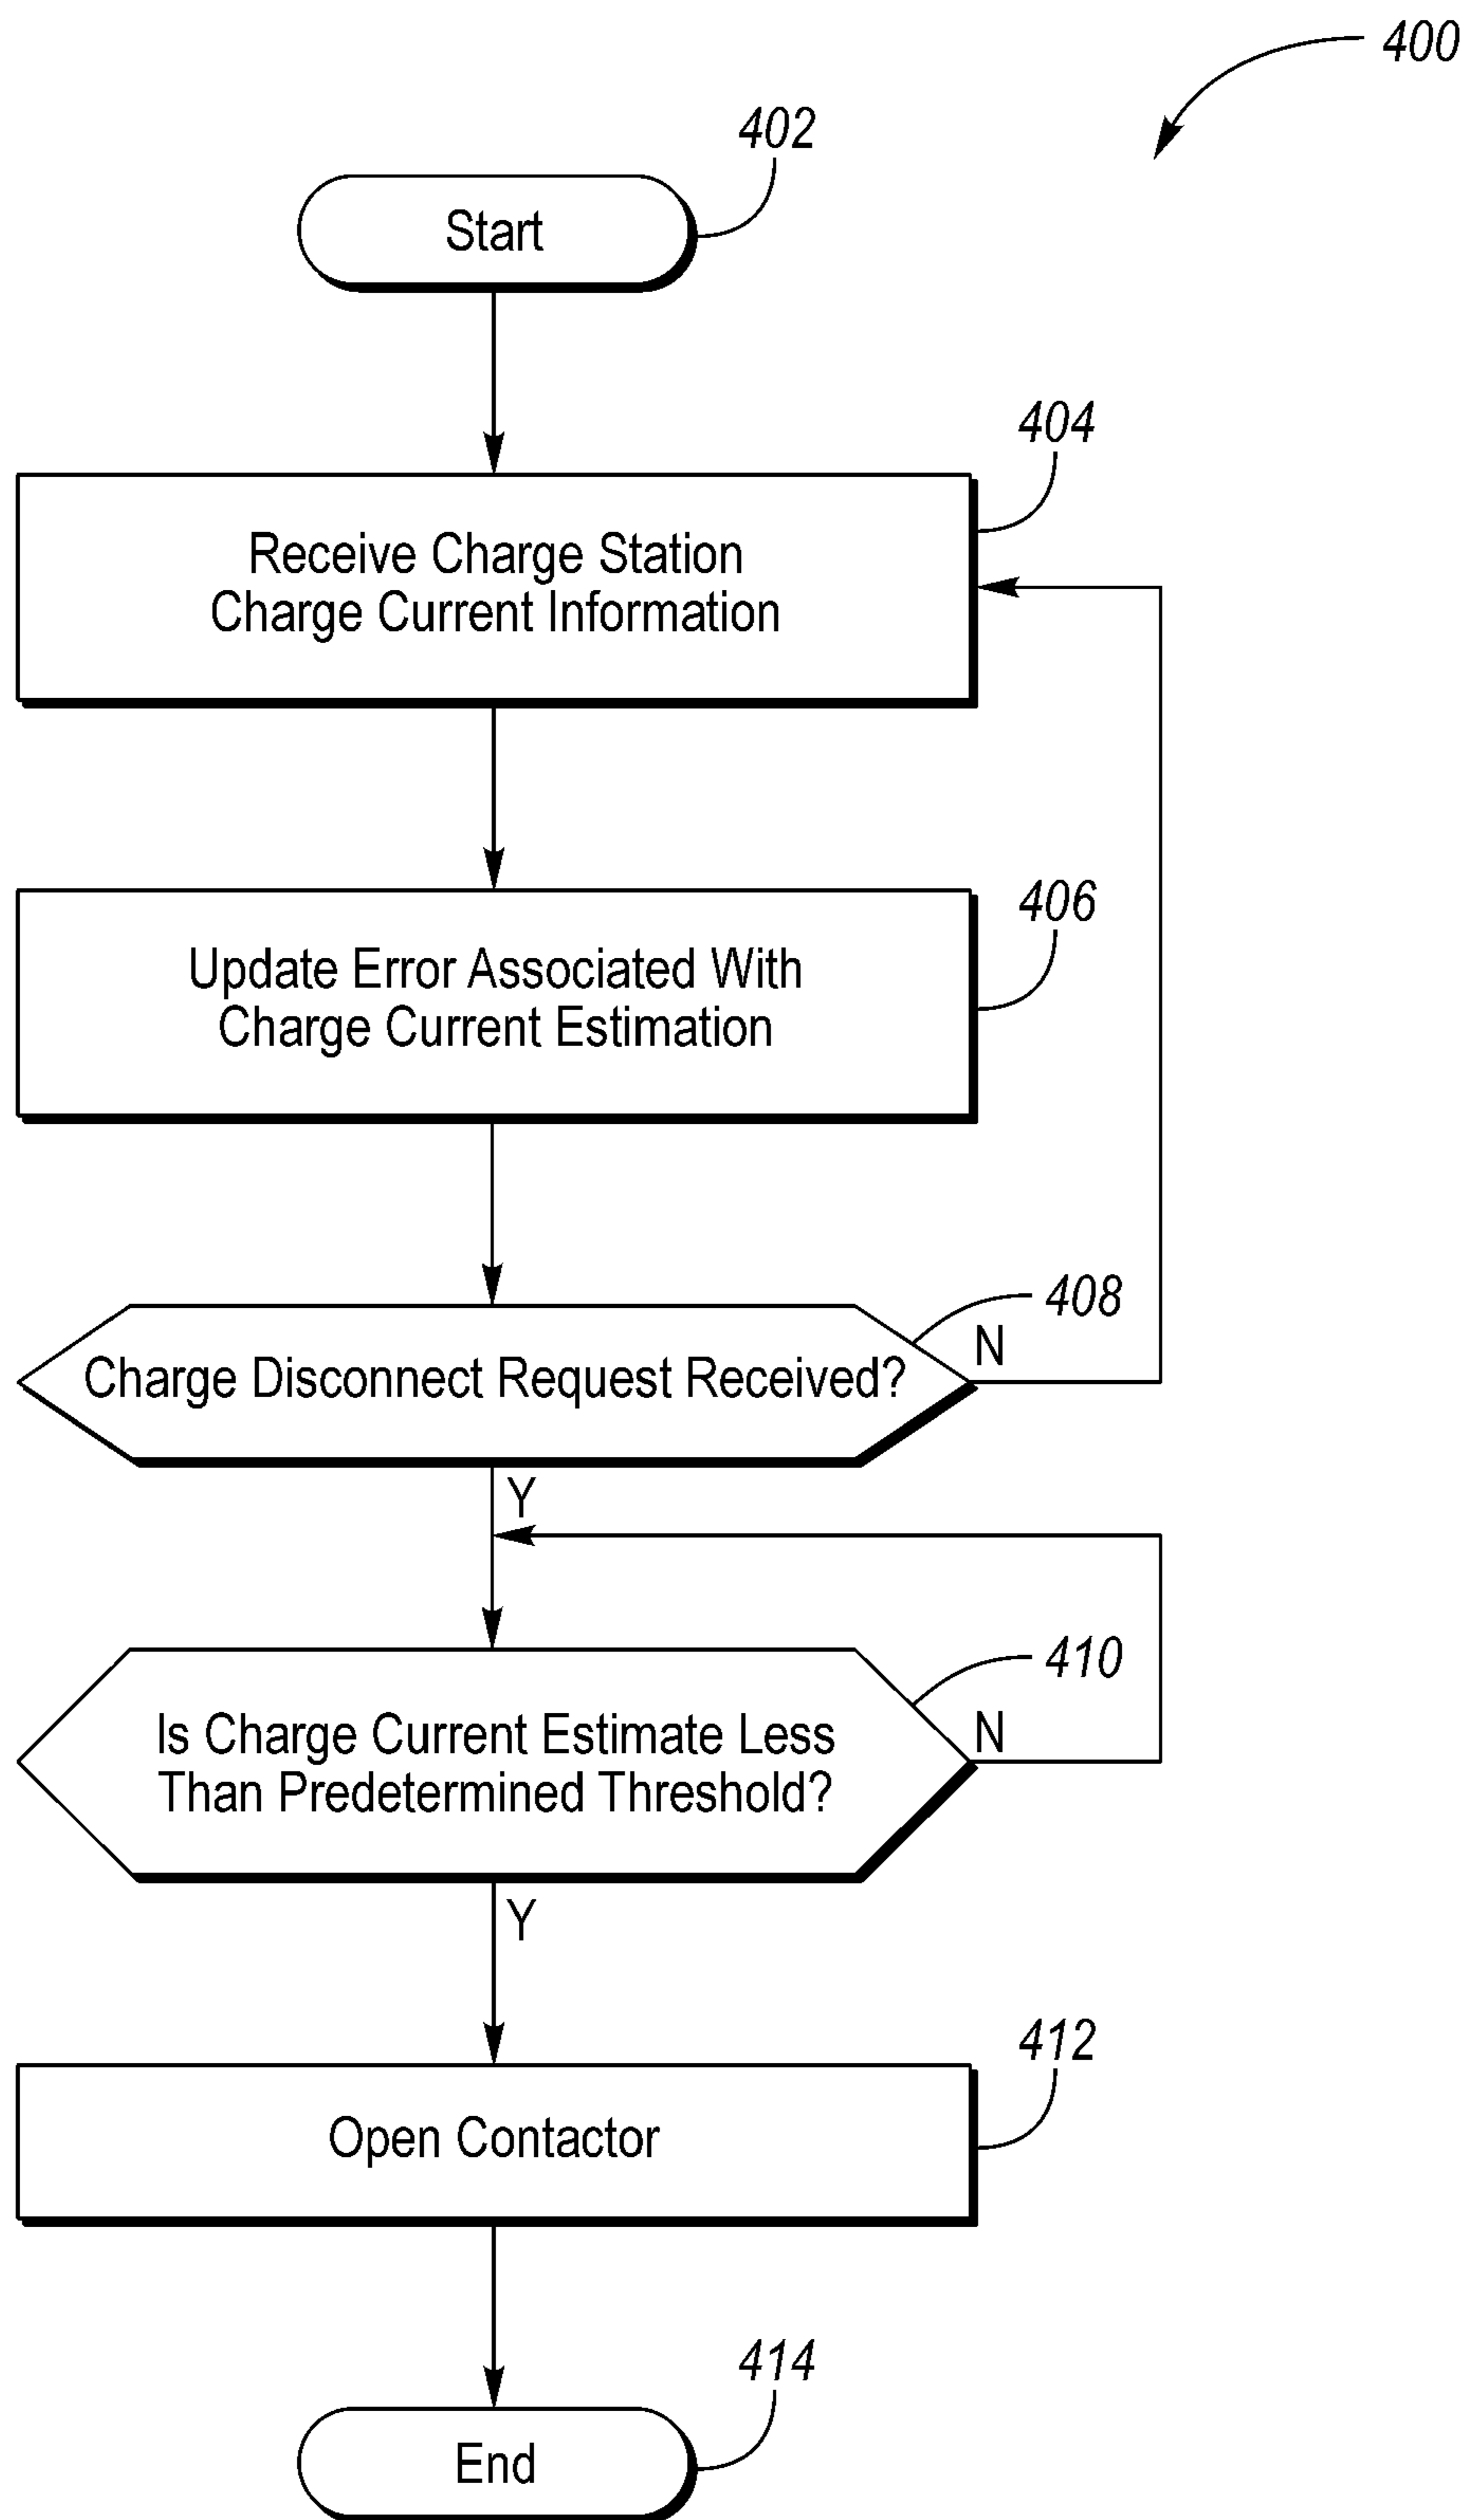 400
402
Start
404
Receive Charge Station
Charge Current Information
406
Update Error Associated With
Charge Current Estimation
408
Charge Disconnect Request Received?
N
Y
410
Is Charge Current Estimate Less
Than Predetermined Threshold?
N
Y
412
Open Contactor
414
End